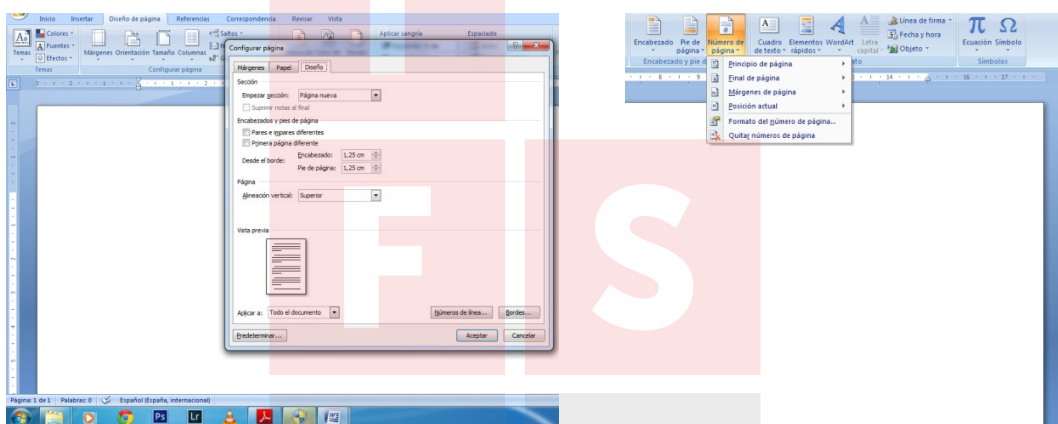 Inicio Insertar Diseño de página Referencias Correspondencia Revisar Vista
Colores
Fuentes
Efectos
Temas
Márgenes Orientación Tamaño Columnas
Saltos
Aplicar sangría
Espaciado
Temas
Configurar página
Configurar página
Márgenes Papel Diseño
Sección
Empezar sección: Página nueva
Suprimir notas al final
Encabezados y pies de página
Pares e impares diferentes
Primera página diferente
Desde el borde:
Encabezado: 1,25 cm
Pie de página: 1,25 cm
Página
Alineación vertical: Superior
Vista previa
Aplicar a: Todo el documento
Números de línea... Bordes...
Predeterminar... Aceptar Cancelar
Página: 1 de 1 Palabras: 0 Español (España, internacional)
Ps Lr
Encabezado Pie de página Número de página Cuadro de texto Elementos rápidos WordArt Letra capital
Línea de firma
Fecha y hora
Objeto
Ecuación Símbolo
Símbolos
Principio de página
Final de página
Márgenes de página
Posición actual
Formato del número de página...
Quitar números de página
FTS